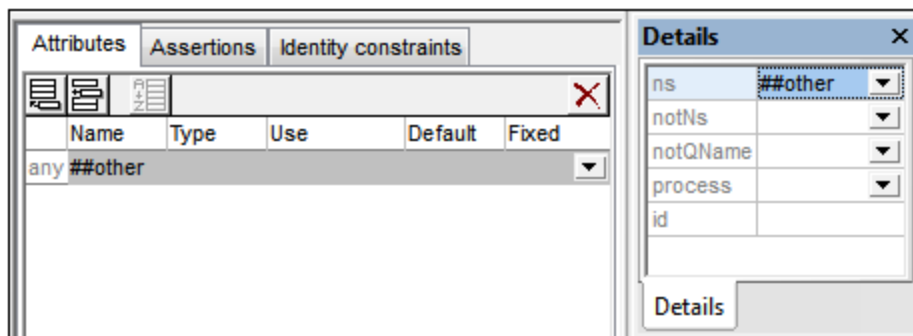 Attributes Assertions Identity constraints
Name Type Use Default Fixed
any ##other
Details
ns ##other
notNs
notQName
process
id
Details